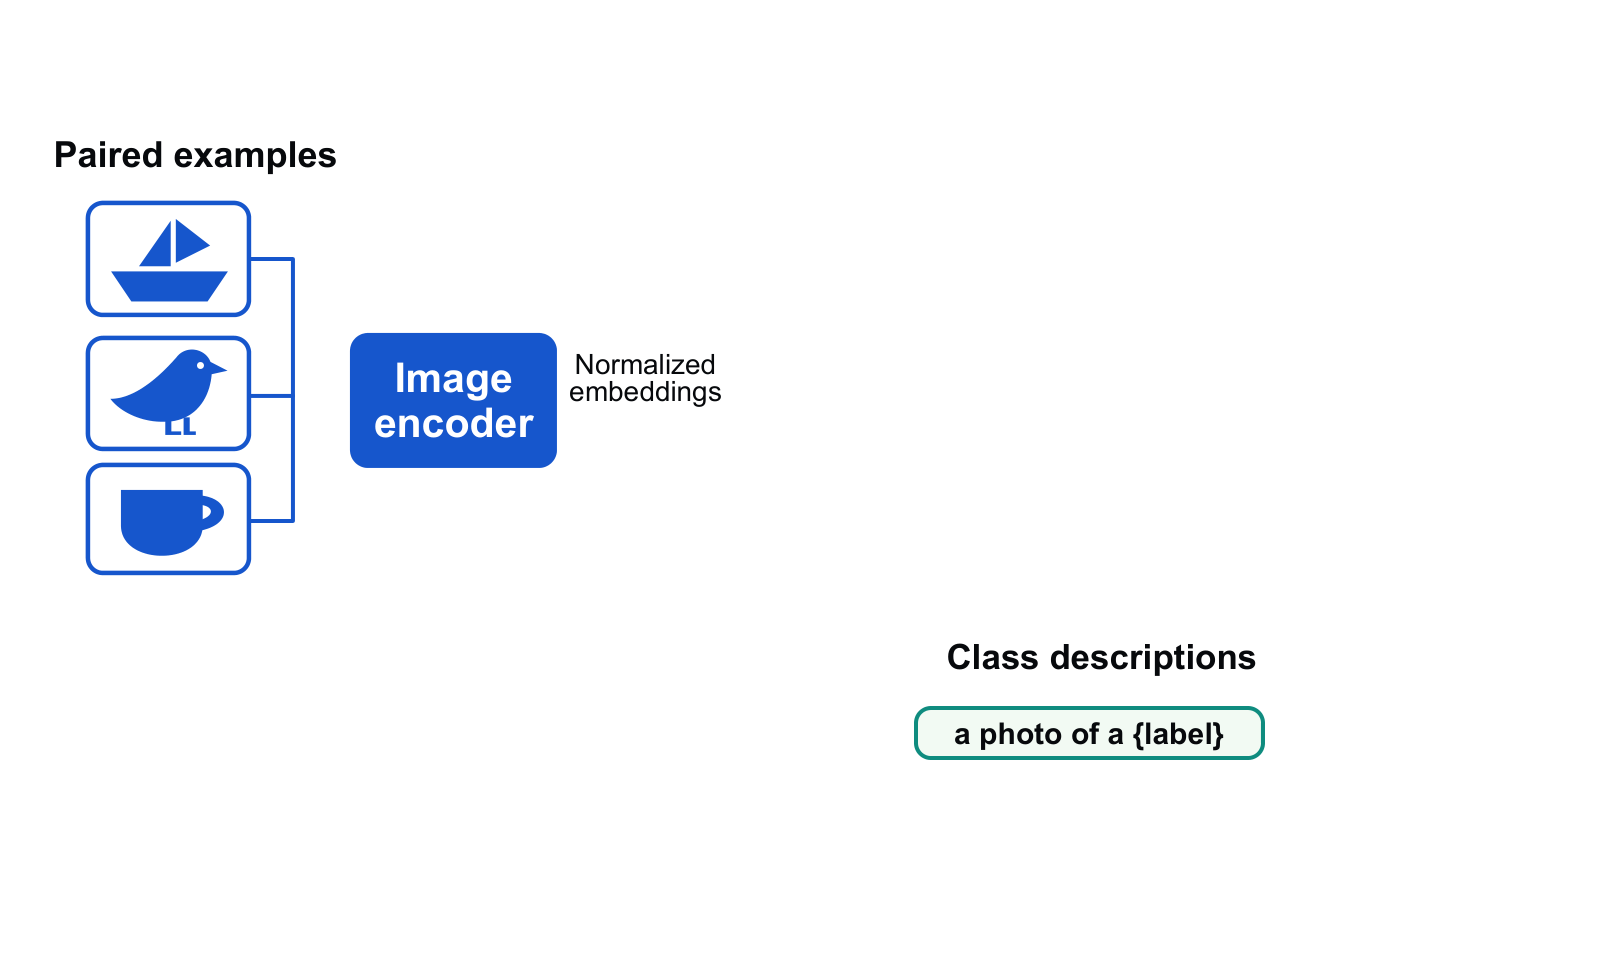 Paired examples
Image
encoder
Normalized
embeddings
Class descriptions
a photo of a {label}